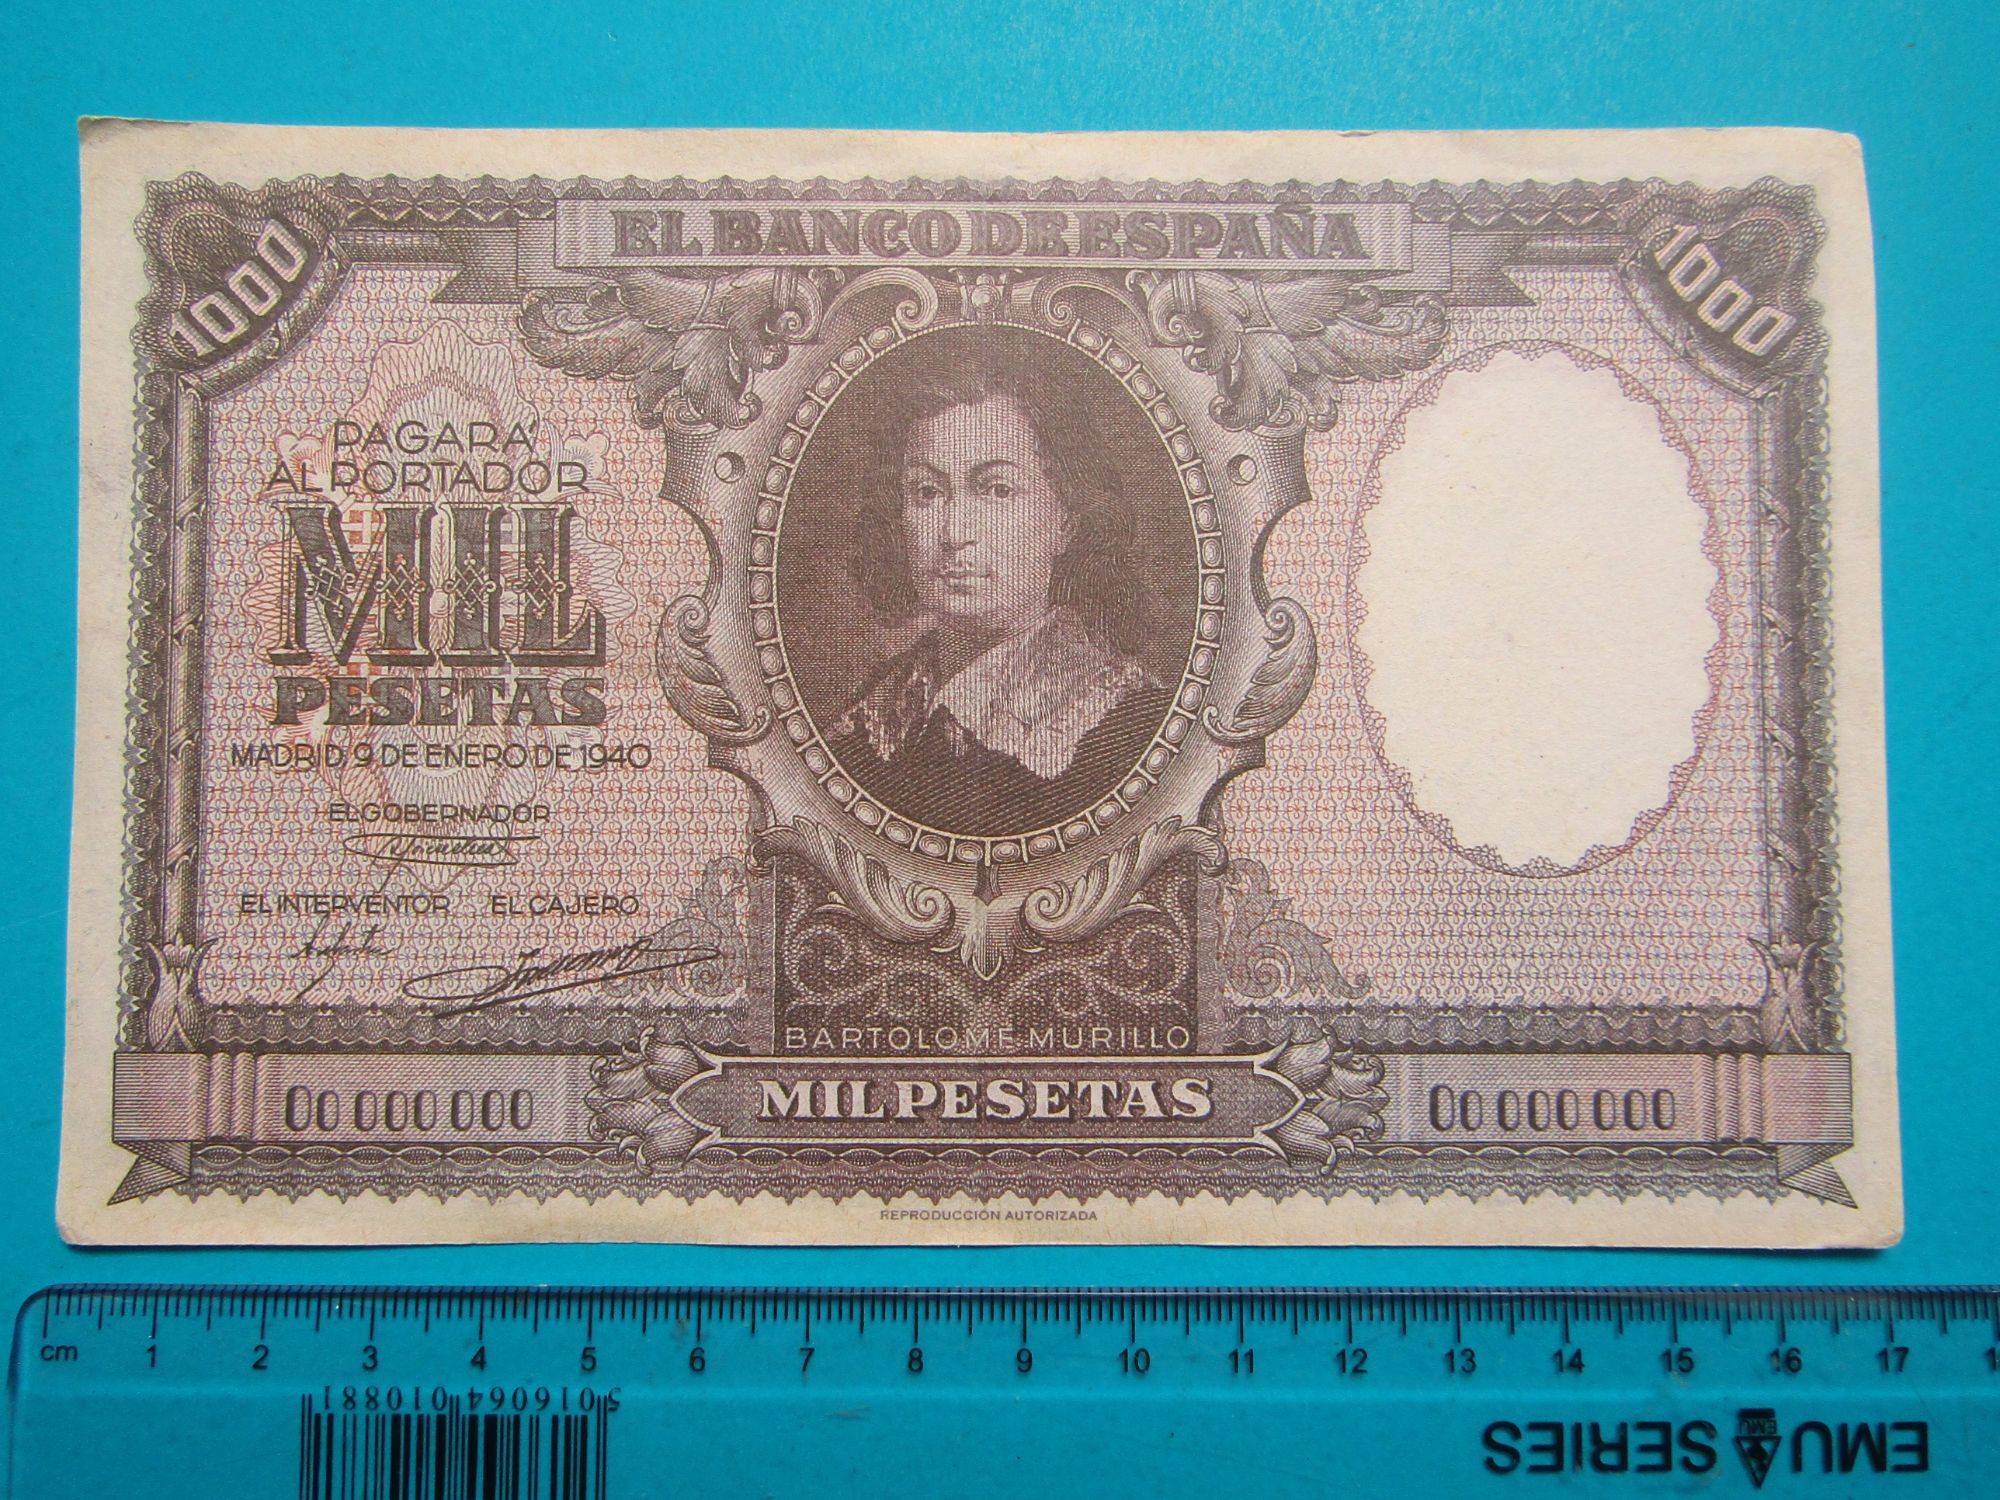 EL BANCO DE ESPAÑA
1000
1000
PAGARÁ
AL PORTADOR
MIL
PESETAS
MADRID 9 DE ENERO DE 1940
EL GOBERNADOR
EL INTERVENTOR EL CAJERO
BARTOLOME MURILLO
00 000 000 MIL PESETAS 00 000 000
REPRODUCCIÓN AUTORIZADA
cm 1 2 3 4 5 6 7 8 9 10 11 12 13 14 15 16 17
5 016064 010881
EMU SERIES